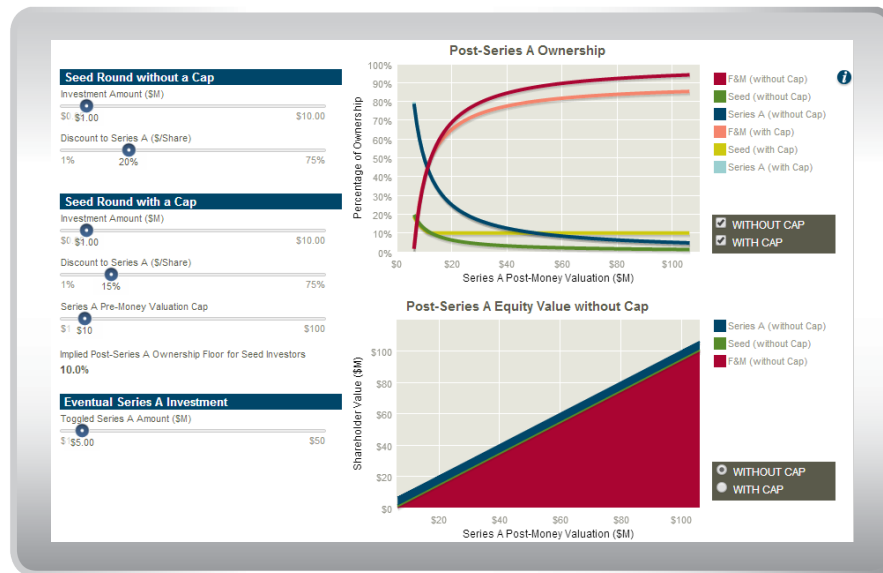 Seed Round without a Cap
Investment Amount ($M)
$1.00
$10.00
Discount to Series A ($/Share)
1%
20%
75%
Seed Round with a Cap
Investment Amount ($M)
$1.00
$10.00
Discount to Series A ($/Share)
1%
15%
75%
Series A Pre-Money Valuation Cap
$10
$100
Implied Post-Series A Ownership Floor for Seed Investors
10.0%
Eventual Series A Investment
Toggled Series A Amount ($M)
$5.00
$50
Post-Series A Ownership
Percentage of Ownership
100%
90%
80%
70%
60%
50%
40%
30%
20%
10%
0%
$0
$20
$40
$60
$80
$100
Series A Post-Money Valuation ($M)
F&M (without Cap)
Seed (without Cap)
Series A (without Cap)
F&M (with Cap)
Seed (with Cap)
Series A (with Cap)
i
WITHOUT CAP
WITH CAP
Post-Series A Equity Value without Cap
Shareholder Value ($M)
$100
$80
$60
$40
$20
$0
$20
$40
$60
$80
$100
Series A Post-Money Valuation ($M)
Series A (without Cap)
Seed (without Cap)
F&M (without Cap)
WITHOUT CAP
WITH CAP